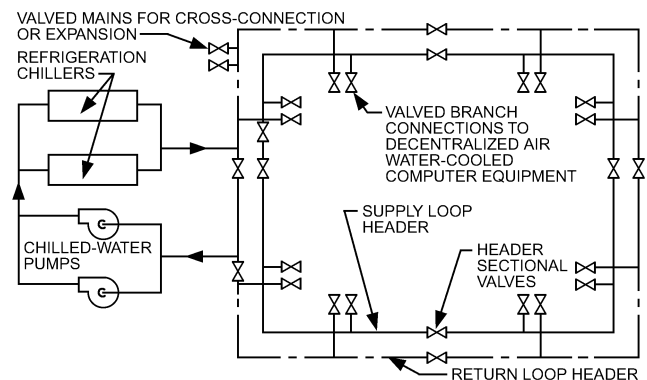 VALVED MAINS FOR CROSS-CONNECTION
OR EXPANSION
REFRIGERATION
CHILLERS
VALVED BRANCH
CONNECTIONS TO
DECENTRALIZED AIR
WATER-COOLED
COMPUTER EQUIPMENT
SUPPLY LOOP
HEADER
CHILLED-WATER
PUMPS
HEADER
SECTIONAL
VALVES
RETURN LOOP HEADER